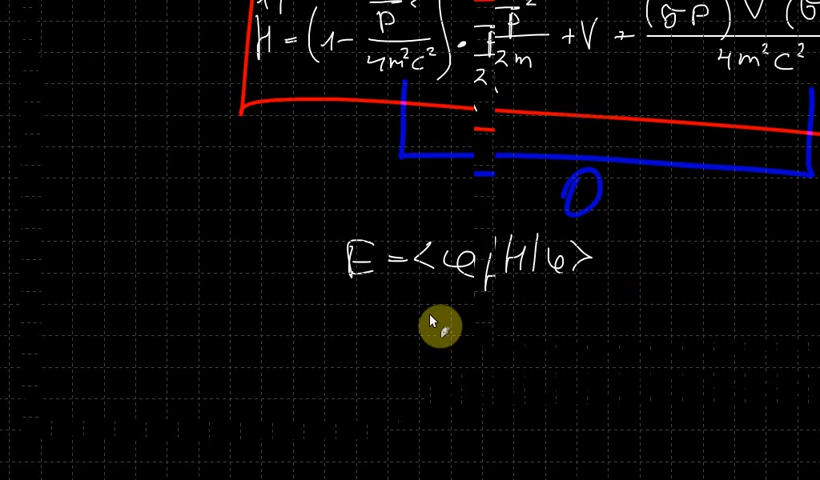 H = (1 - p²/4m²c²) · p²/2m + V - (σp) V (σ/4m²c²
0
E = <φ|H|φ>